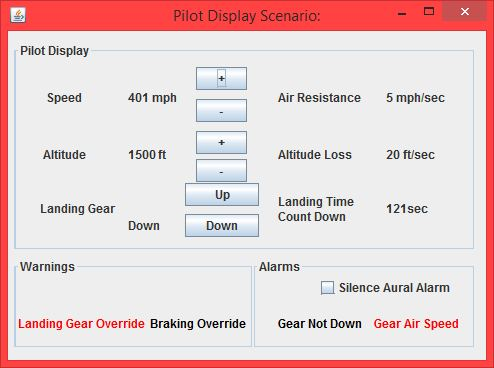 Pilot Display Scenario:
Pilot Display
+
Speed 401 mph Air Resistance 5 mph/sec
-
+
Altitude 1500 ft Altitude Loss 20 ft/sec
-
Up
Landing Gear Landing Time 121sec
Count Down
Down Down
Warnings Alarms
Silence Aural Alarm
Landing Gear Override Braking Override Gear Not Down Gear Air Speed